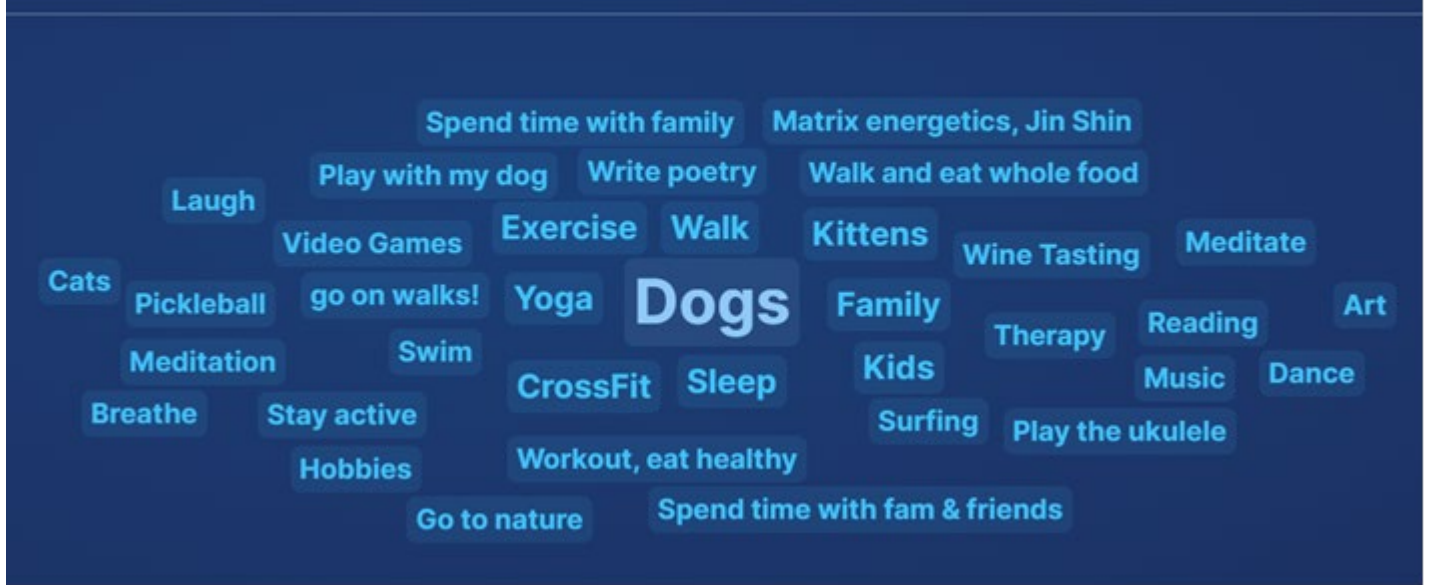 Spend time with family
Matrix energetics, Jin Shin
Play with my dog
Write poetry
Walk and eat whole food
Laugh
Exercise
Walk
Kittens
Video Games
Wine Tasting
Meditate
Cats
Pickleball
go on walks!
Yoga
Dogs
Family
Art
Therapy
Reading
Meditation
Swim
CrossFit
Sleep
Kids
Music
Dance
Breathe
Stay active
Surfing
Play the ukulele
Hobbies
Workout, eat healthy
Go to nature
Spend time with fam & friends